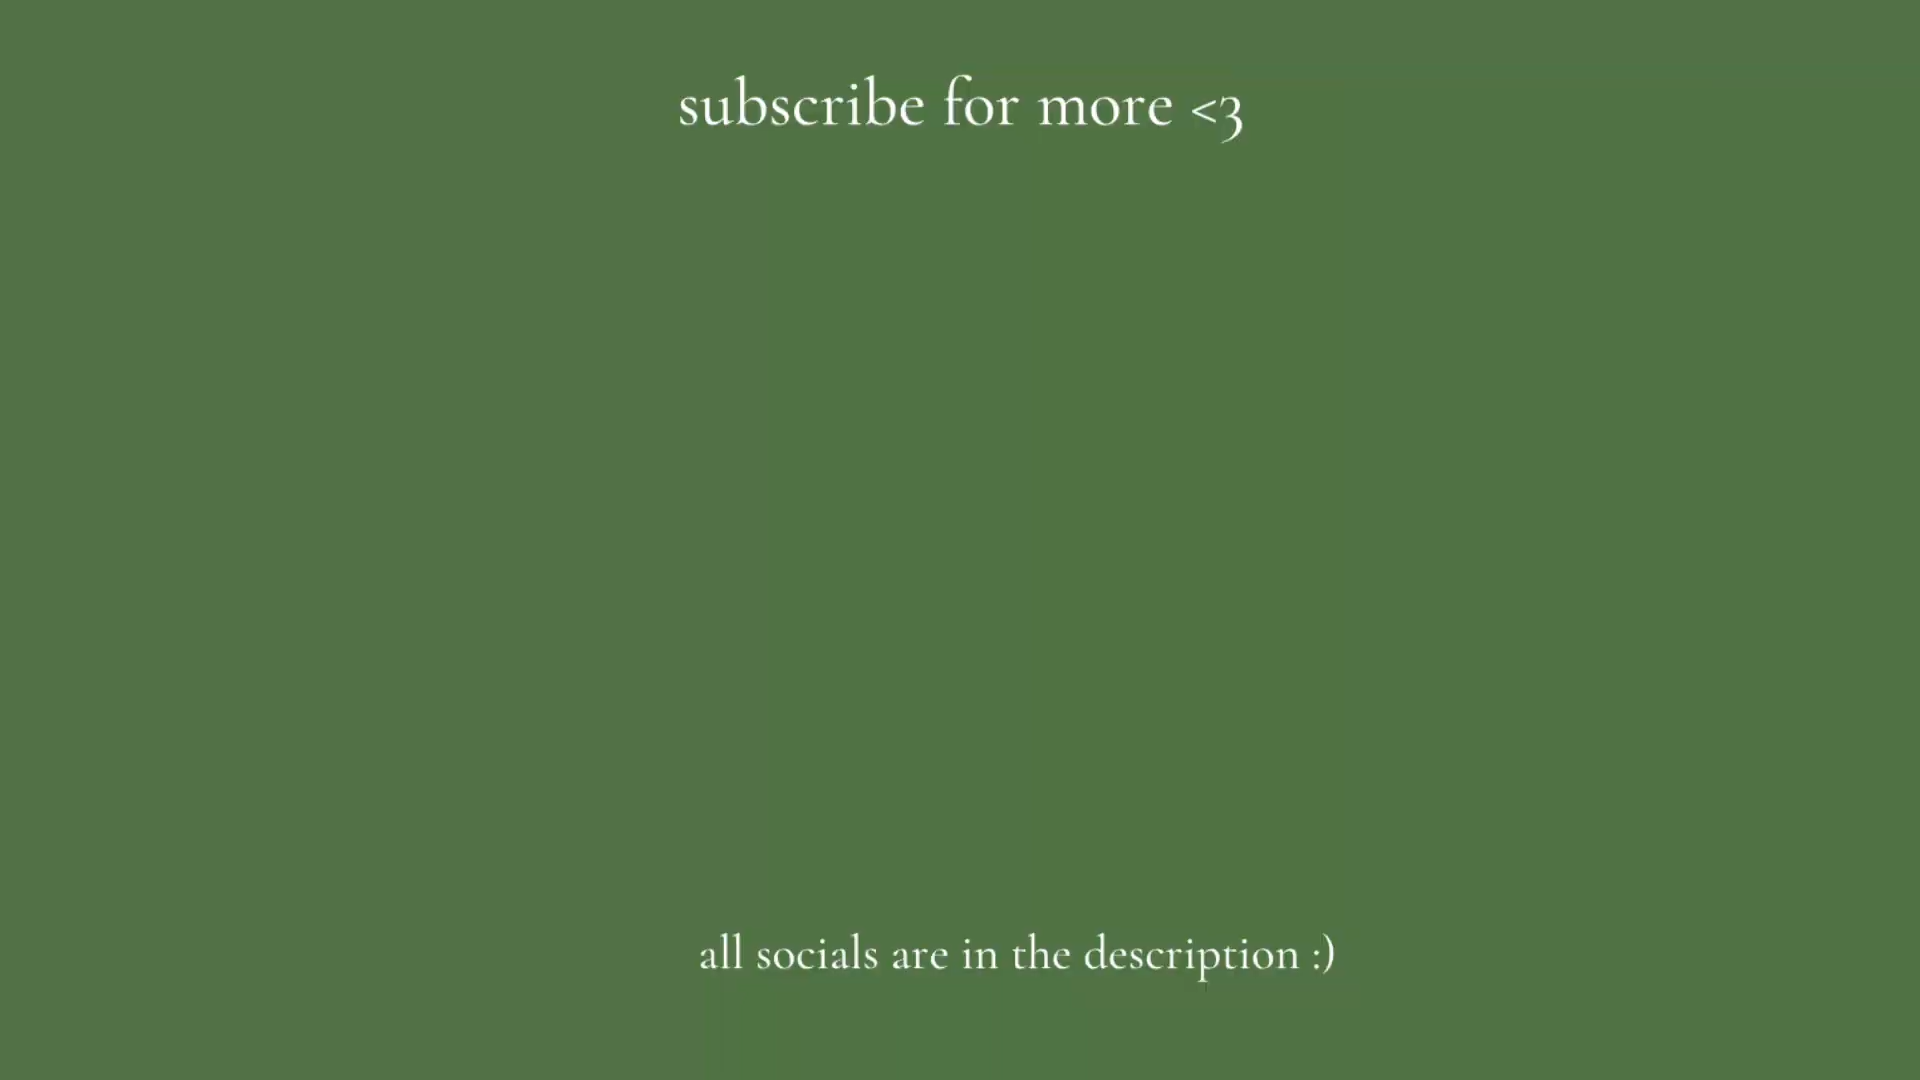 subscribe for more <3
all socials are in the description :)